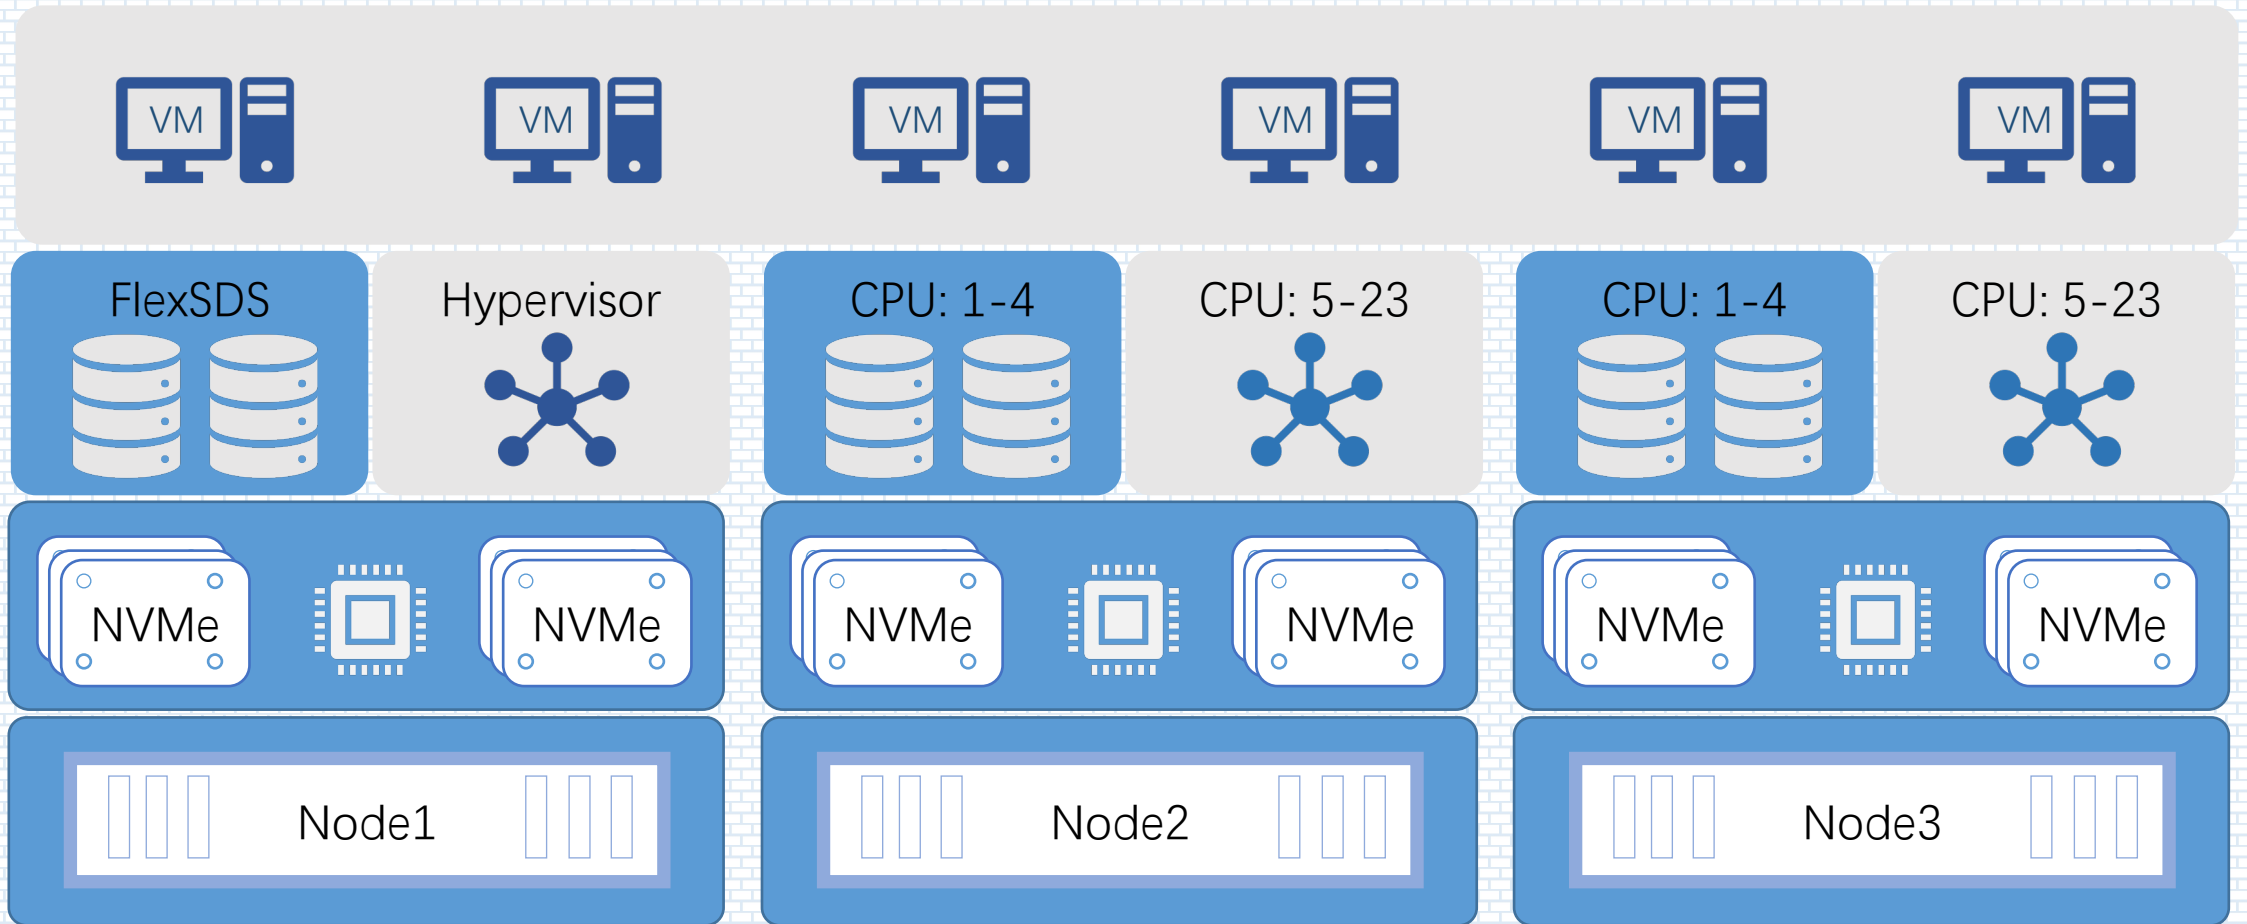 VM
VM
VM
VM
VM
VM
FlexSDS
Hypervisor
CPU: 1-4
CPU: 5-23
CPU: 1-4
CPU: 5-23
NVMe
NVMe
NVMe
NVMe
NVMe
NVMe
Node1
Node2
Node3